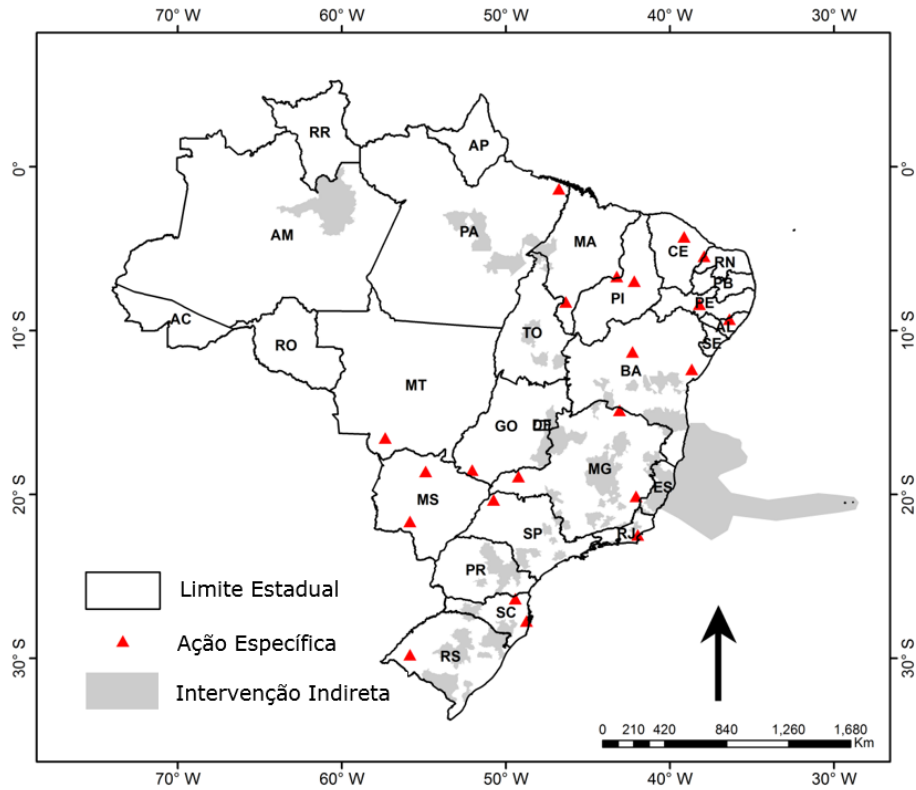 70° W 60° W 50° W 40° W 30° W
RR
AP
0° 0°
AM
PA
MA
CE
RN
PB
PI
PE
AC
AL
10° S 10° S
TO
SE
RO
BA
MT
GO
DF
MG
MS
ES
20° S 20° S
SP
RJ
PR
Limite Estadual
SC
Ação Específica
RS
30° S 30° S
Intervenção Indireta
0 210 420 840 1,260 1,680
Km
70° W 60° W 50° W 40° W 30° W